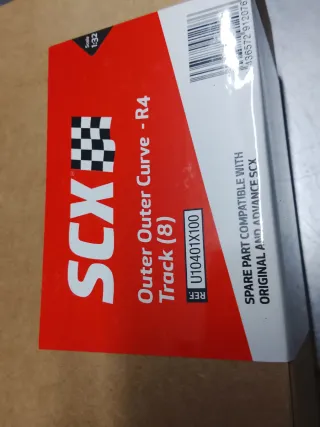 Scale
1:32
SCX
Outer Outer Curve - R4
Track (8)
REF. U10401X100
SPARE PART COMPATIBLE WITH
ORIGINAL AND ADVANCE SCX